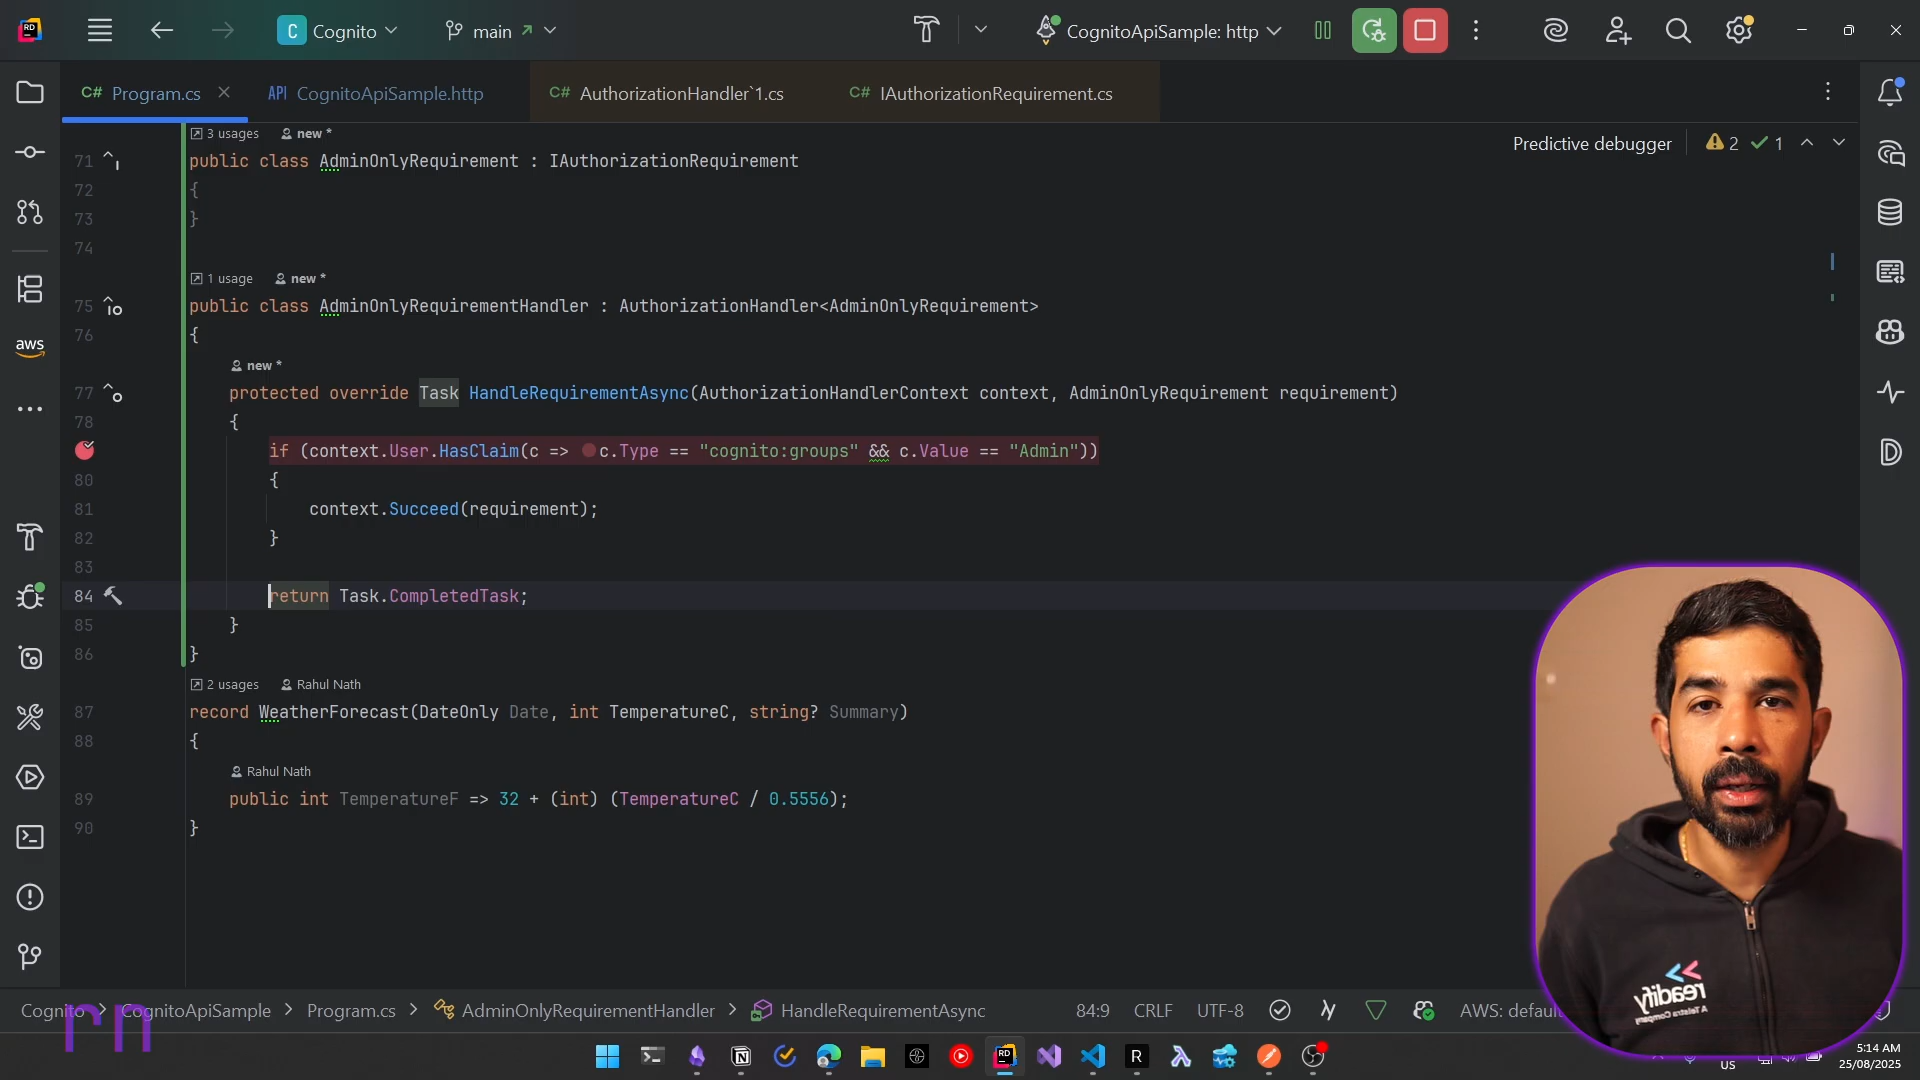 RD
C Cognito
main
CognitoApiSample: http
C# Program.cs
API CognitoApiSample.http
C# AuthorizationHandler`1.cs
C# IAuthorizationRequirement.cs
3 usages new *
Predictive debugger 2 1
71 public class AdminOnlyRequirement : IAuthorizationRequirement
72 {
73 }
74
1 usage new *
75 public class AdminOnlyRequirementHandler : AuthorizationHandler<AdminOnlyRequirement>
76 {
new *
77 protected override Task HandleRequirementAsync(AuthorizationHandlerContext context, AdminOnlyRequirement requirement)
78 {
if (context.User.HasClaim(c => c.Type == "cognito:groups" && c.Value == "Admin"))
80 {
81 context.Succeed(requirement);
82 }
83
84 return Task.CompletedTask;
85 }
86 }
2 usages Rahul Nath
87 record WeatherForecast(DateOnly Date, int TemperatureC, string? Summary)
88 {
Rahul Nath
89 public int TemperatureF => 32 + (int) (TemperatureC / 0.5556);
90 }
aws
readify
A Telstra Company
Cognito > CognitoApiSample > Program.cs > AdminOnlyRequirementHandler > HandleRequirementAsync
84:9 CRLF UTF-8 AWS: default
rn
US
5:14 AM
25/08/2025